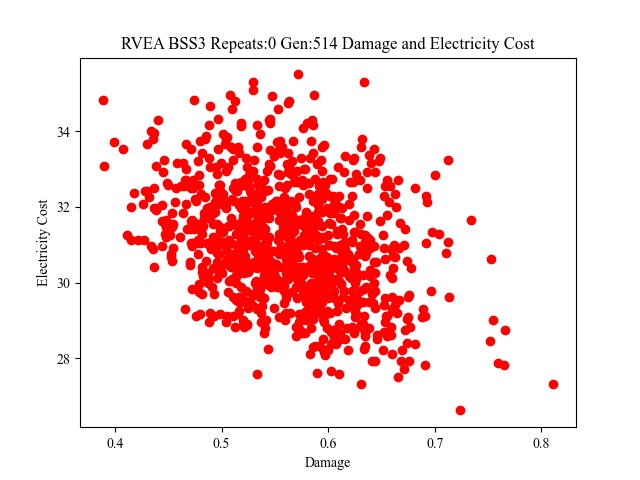 RVEA BSS3 Repeats:0 Gen:514 Damage and Electricity Cost
34
32
30
28
Electricity Cost
0.4 0.5 0.6 0.7 0.8
Damage